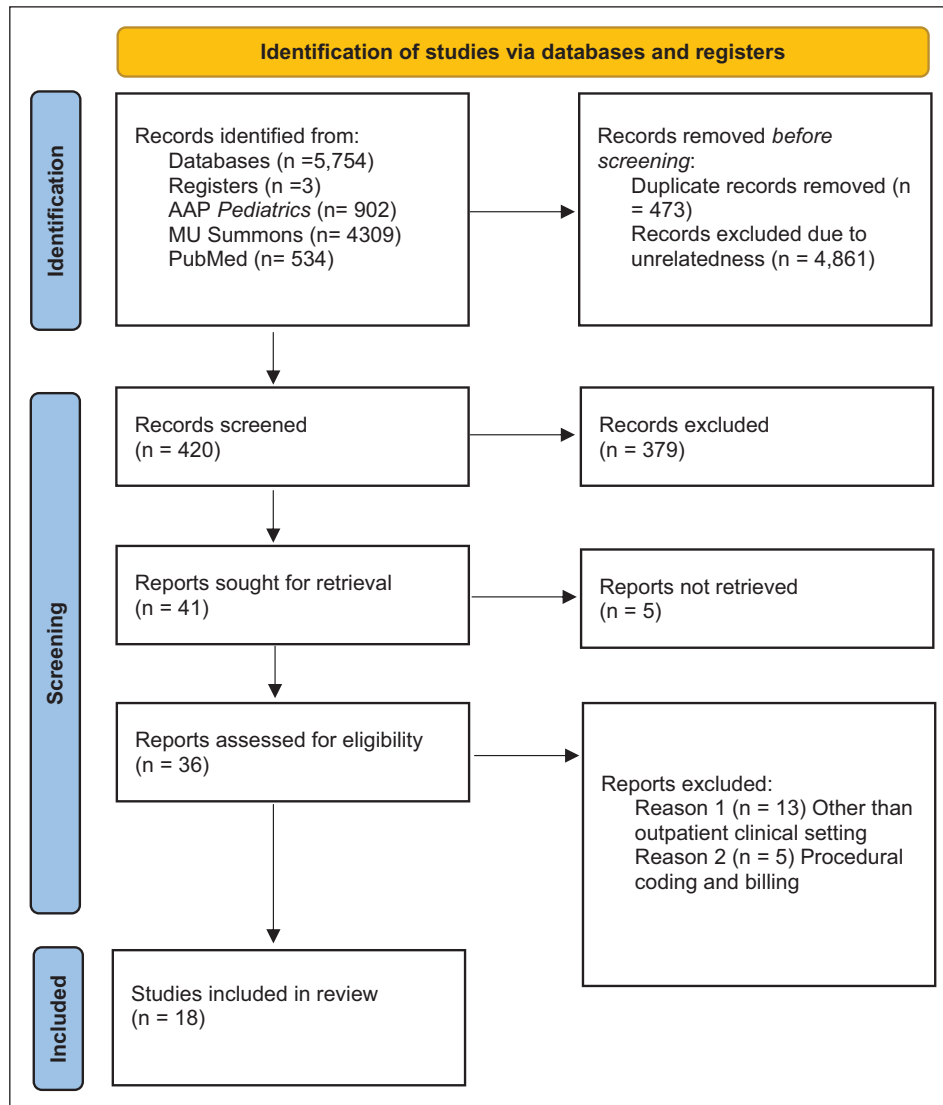 Identification of studies via databases and registers
Identification
Records identified from:
Databases (n =5,754)
Registers (n =3)
AAP Pediatrics (n= 902)
MU Summons (n= 4309)
PubMed (n= 534)
Records removed before
screening:
Duplicate records removed (n
= 473)
Records excluded due to
unrelatedness (n = 4,861)
Screening
Records screened
(n = 420)
Records excluded
(n = 379)
Reports sought for retrieval
(n = 41)
Reports not retrieved
(n = 5)
Reports assessed for eligibility
(n = 36)
Reports excluded:
Reason 1 (n = 13) Other than
outpatient clinical setting
Reason 2 (n = 5) Procedural
coding and billing
Included
Studies included in review
(n = 18)